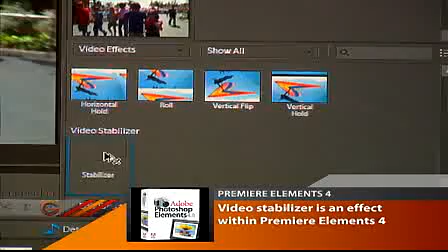 Video Effects
Show All
Horizontal Hold
Roll
Vertical Flip
Vertical Hold
Video Stabilizer
Stabilizer
Adobe
Photoshop
Elements
PREMIERE ELEMENTS 4
Video stabilizer is an effect
within Premiere Elements 4